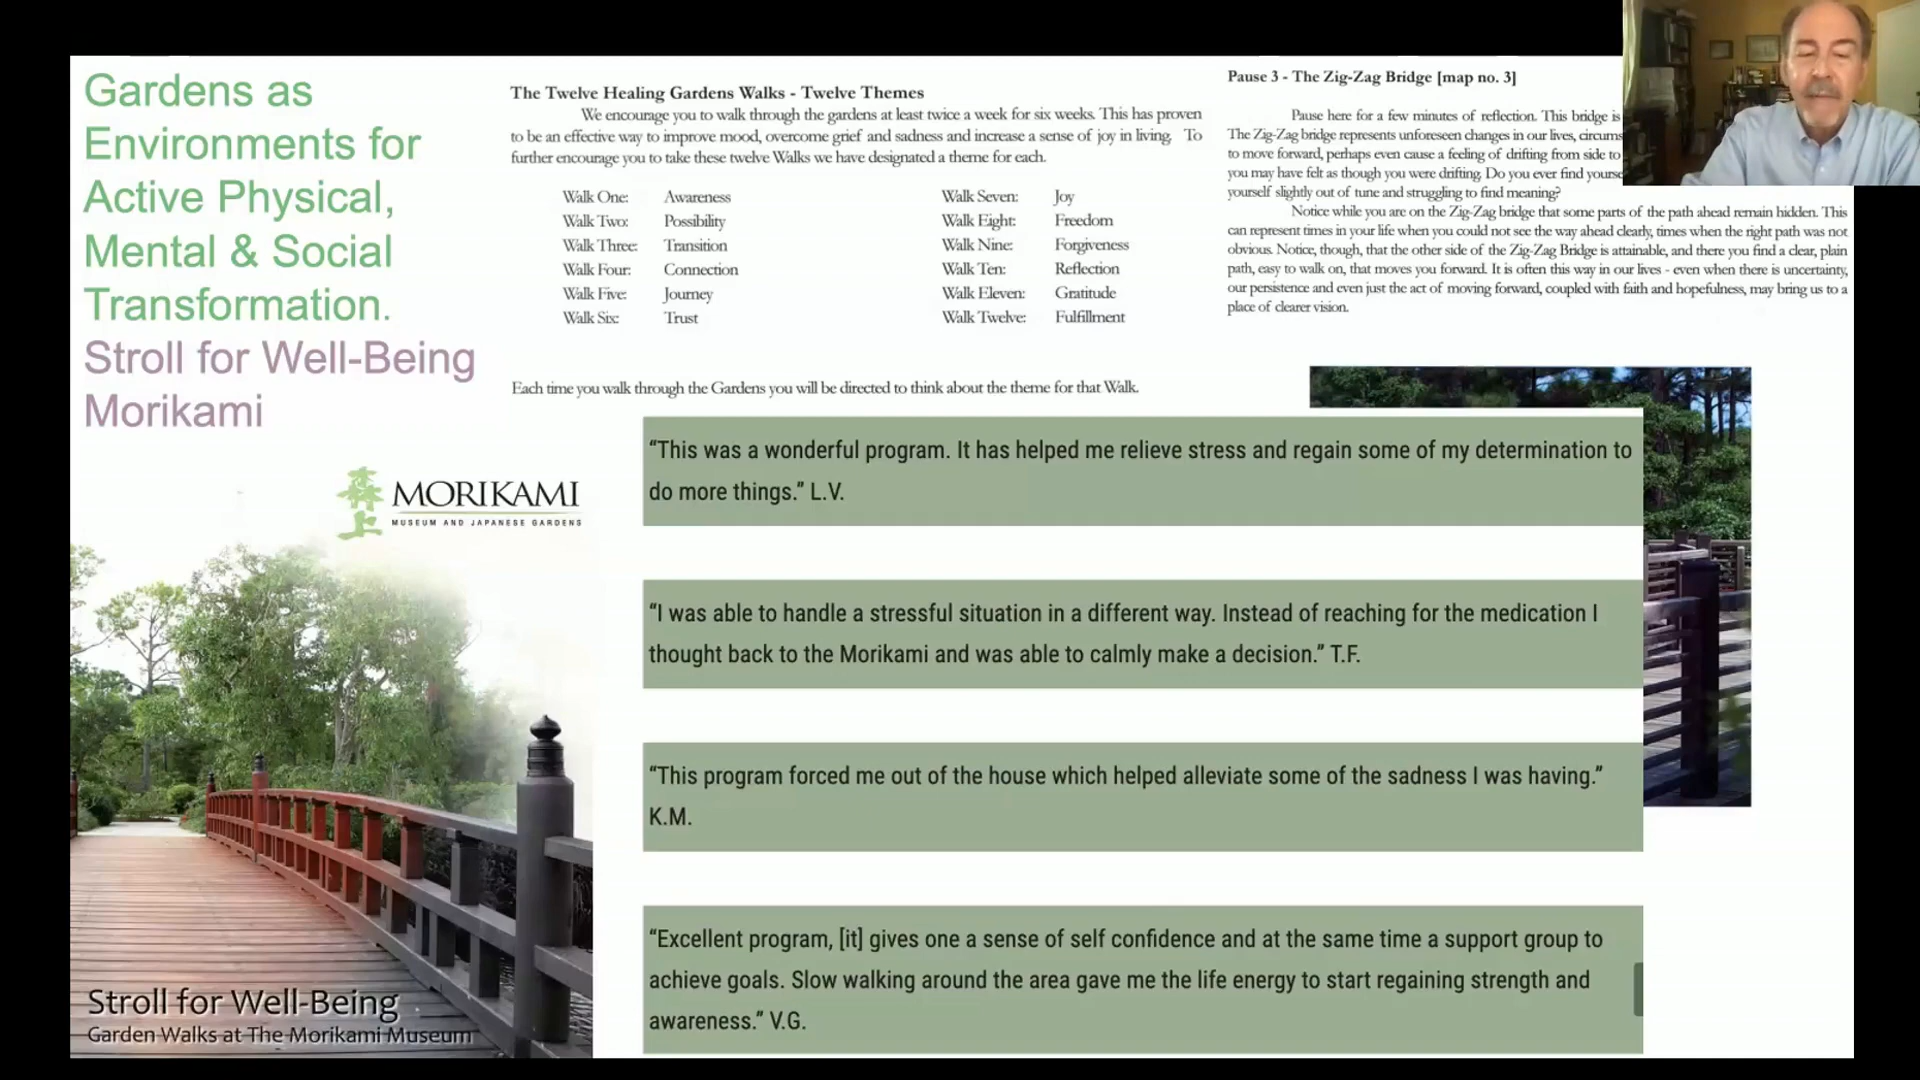 Gardens as
Environments for
Active Physical,
Mental & Social
Transformation.
Stroll for Well-Being
Morikami
The Twelve Healing Gardens Walks - Twelve Themes
We encourage you to walk through the gardens at least twice a week for six weeks. This has proven
to be an effective way to improve mood, overcome grief and sadness and increase a sense of joy in living. To
further encourage you to take these twelve Walks we have designated a theme for each.
Walk One: Awareness
Walk Two: Possibility
Walk Three: Transition
Walk Four: Connection
Walk Five: Journey
Walk Six: Trust
Walk Seven: Joy
Walk Eight: Freedom
Walk Nine: Forgiveness
Walk Ten: Reflection
Walk Eleven: Gratitude
Walk Twelve: Fulfillment
Each time you walk through the Gardens you will be directed to think about the theme for that Walk.
Pause 3 - The Zig-Zag Bridge [map no. 3]
Pause here for a few minutes of reflection. This bridge is
The Zig-Zag bridge represents unforeseen changes in our lives, circums
to move forward, perhaps even cause a feeling of drifting from side to
you may have felt as though you were drifting. Do you ever find yourse
yourself slightly out of tune and struggling to find meaning?
Notice while you are on the Zig-Zag bridge that some parts of the path ahead remain hidden. This
can represent times in your life when you could not see the way ahead clearly, times when the right path was not
obvious. Notice, though, that the other side of the Zig-Zag Bridge is attainable, and there you find a clear, plain
path, easy to walk on, that moves you forward. It is often this way in our lives - even when there is uncertainty,
our persistence and even just the act of moving forward, coupled with faith and hopefulness, may bring us to a
place of clearer vision.
MORIKAMI
MUSEUM AND JAPANESE GARDENS
“This was a wonderful program. It has helped me relieve stress and regain some of my determination to
do more things.” L.V.
“I was able to handle a stressful situation in a different way. Instead of reaching for the medication I
thought back to the Morikami and was able to calmly make a decision.” T.F.
“This program forced me out of the house which helped alleviate some of the sadness I was having.”
K.M.
“Excellent program, [it] gives one a sense of self confidence and at the same time a support group to
achieve goals. Slow walking around the area gave me the life energy to start regaining strength and
awareness.” V.G.
Stroll for Well-Being
Garden Walks at The Morikami Museum